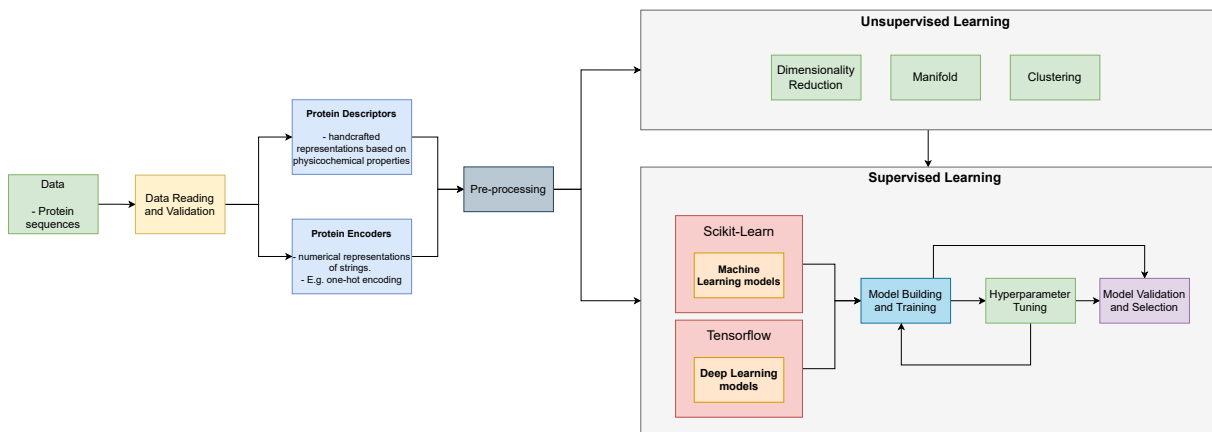 Data
- Protein
sequences
Data Reading
and Validation
Protein Descriptors
- handcrafted
representations based on
physicochemical properties
Protein Encoders
- numerical representations
of strings.
- E.g. one-hot encoding
Pre-processing
Unsupervised Learning
Dimensionality
Reduction
Manifold
Clustering
Supervised Learning
Scikit-Learn
Machine
Learning models
Tensorflow
Deep Learning
models
Model Building
and Training
Hyperparameter
Tuning
Model Validation
and Selection